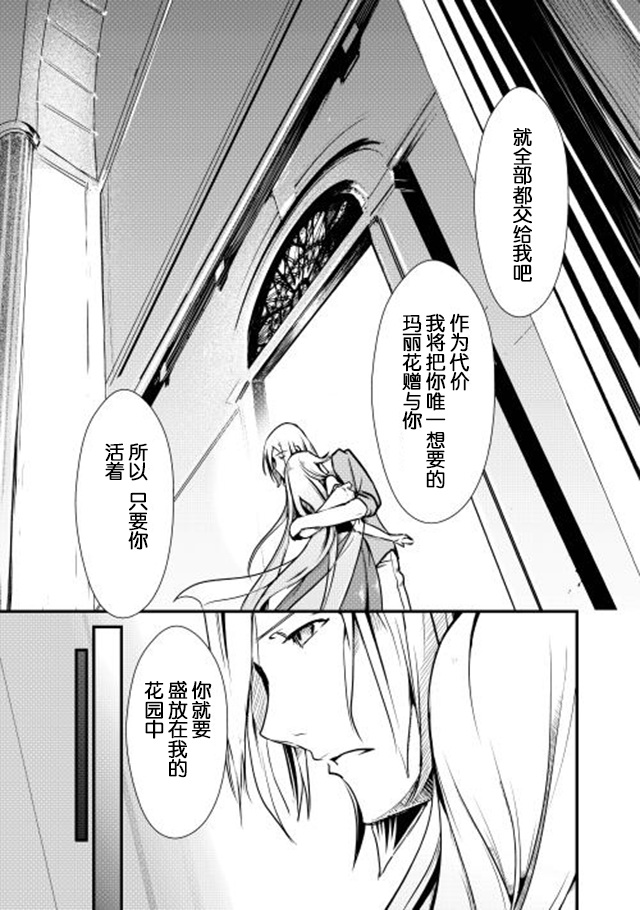 就全部都交给我吧
作为代价
我将把你唯一想要的
玛丽花赠与你
所以 只要你
活着
你就要
盛放在我的
花园中